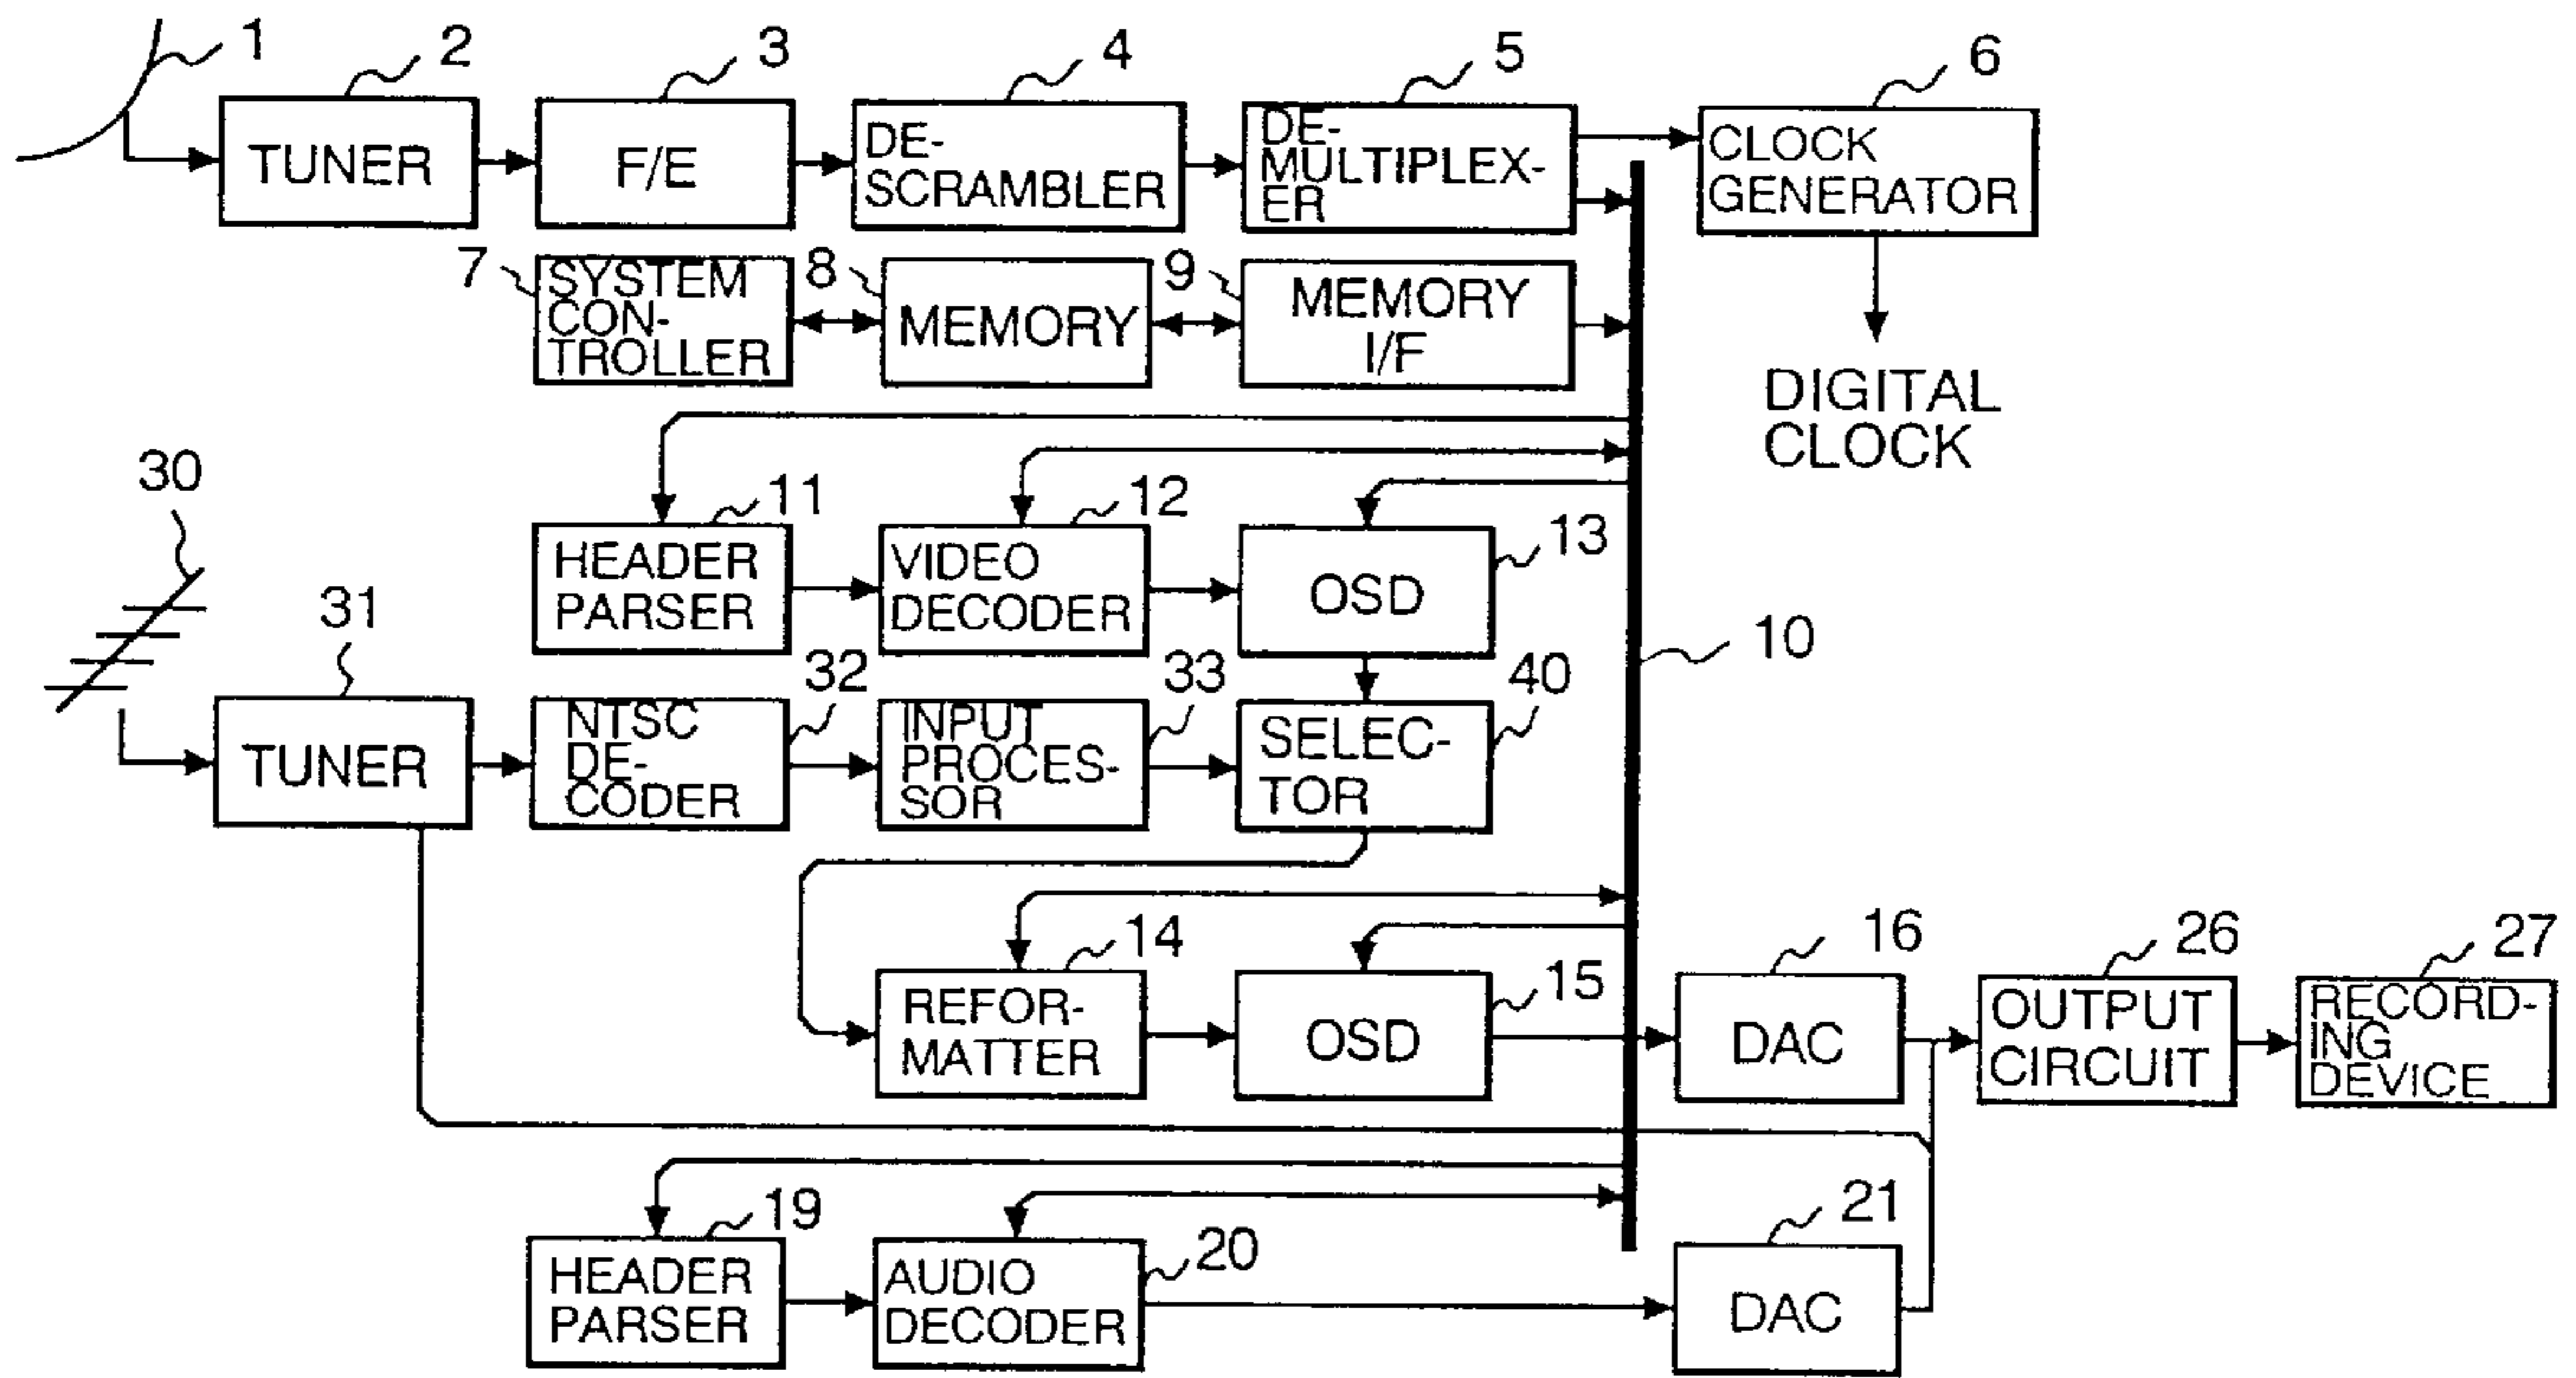 1
2
3
4
5
6
TUNER
F/E
DE-
SCRAMBLER
DE-
MULTIPLEX-
ER
CLOCK
GENERATOR
7
SYSTEM
CON-
TROLLER
8
MEMORY
9
MEMORY
I/F
DIGITAL
CLOCK
30
11
12
13
HEADER
PARSER
VIDEO
DECODER
OSD
10
31
32
33
40
TUNER
NTSC
DE-
CODER
INPUT
PROCES-
SOR
SELEC-
TOR
14
15
16
26
27
REFOR-
MATTER
OSD
DAC
OUTPUT
CIRCUIT
RECORD-
ING
DEVICE
19
20
21
HEADER
PARSER
AUDIO
DECODER
DAC